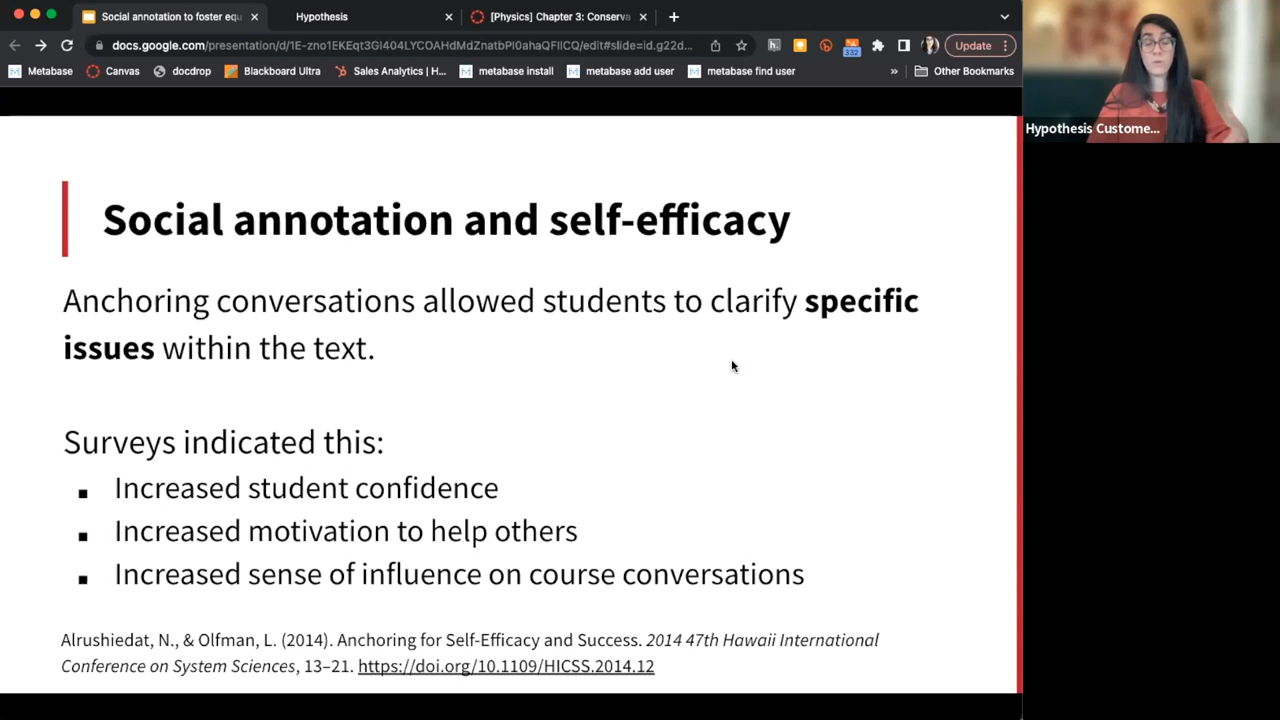 Social annotation to foster equ
Hypothesis
[Physics] Chapter 3: Conserva
docs.google.com/presentation/d/1E-zno1EKEqt3Gl404LYCOAHdMdZnatbPl0ahaQFIlCQ/edit#slide=id.g22d...
332
Update
Metabase
Canvas
docdrop
Blackboard Ultra
Sales Analytics | H...
metabase install
metabase add user
metabase find user
»
Other Bookmarks
Hypothesis Custome...
Social annotation and self-efficacy
Anchoring conversations allowed students to clarify specific
issues within the text.
Surveys indicated this:
■ Increased student confidence
■ Increased motivation to help others
■ Increased sense of influence on course conversations
Alrushiedat, N., & Olfman, L. (2014). Anchoring for Self-Efficacy and Success. 2014 47th Hawaii International
Conference on System Sciences, 13–21. https://doi.org/10.1109/HICSS.2014.12